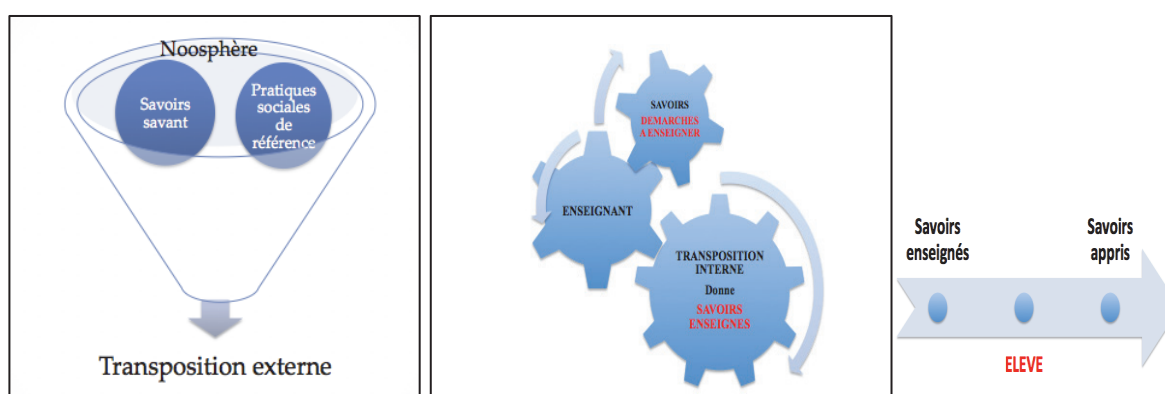 Noosphère
Savoirs
savant
Pratiques
sociales
de
référence
Transposition externe
SAVOIRS
DEMARCHES
A ENSEIGNER
ENSEIGNANT
TRANSPOSITION
INTERNE
Donne
SAVOIRS
ENSEIGNES
Savoirs
enseignés
Savoirs
appris
ELEVE